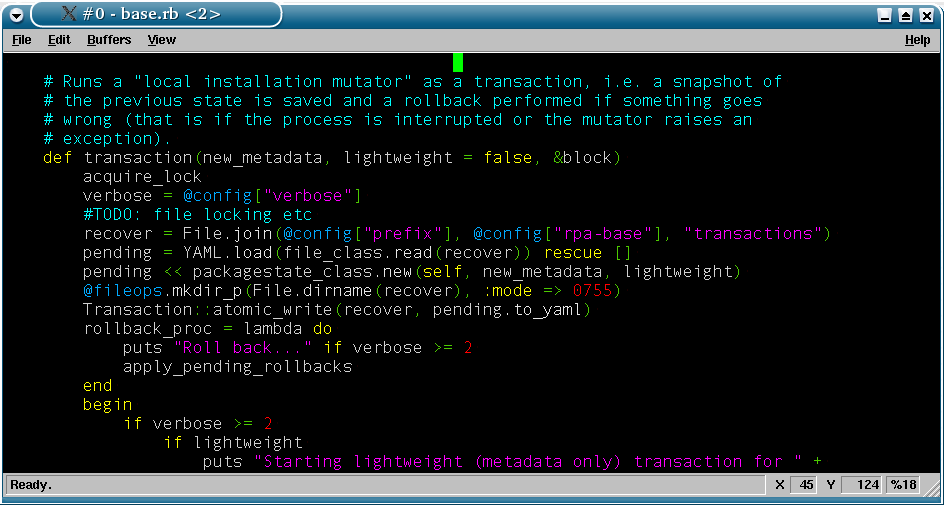 #0 - base.rb <2>
File Edit Buffers View Help
# Runs a "local installation mutator" as a transaction, i.e. a snapshot of
# the previous state is saved and a rollback performed if something goes
# wrong (that is if the process is interrupted or the mutator raises an
# exception).
def transaction(new_metadata, lightweight = false, &block)
acquire_lock
verbose = @config["verbose"]
#TODO: file locking etc
recover = File.join(@config["prefix"], @config["rpa-base"], "transactions")
pending = YAML.load(file_class.read(recover)) rescue []
pending << packagestate_class.new(self, new_metadata, lightweight)
@fileops.mkdir_p(File.dirname(recover), :mode => 0755)
Transaction::atomic_write(recover, pending.to_yaml)
rollback_proc = lambda do
puts "Roll back..." if verbose >= 2
apply_pending_rollbacks
end
begin
if verbose >= 2
if lightweight
puts "Starting lightweight (metadata only) transaction for " +
Ready. X 45 Y 124 %18